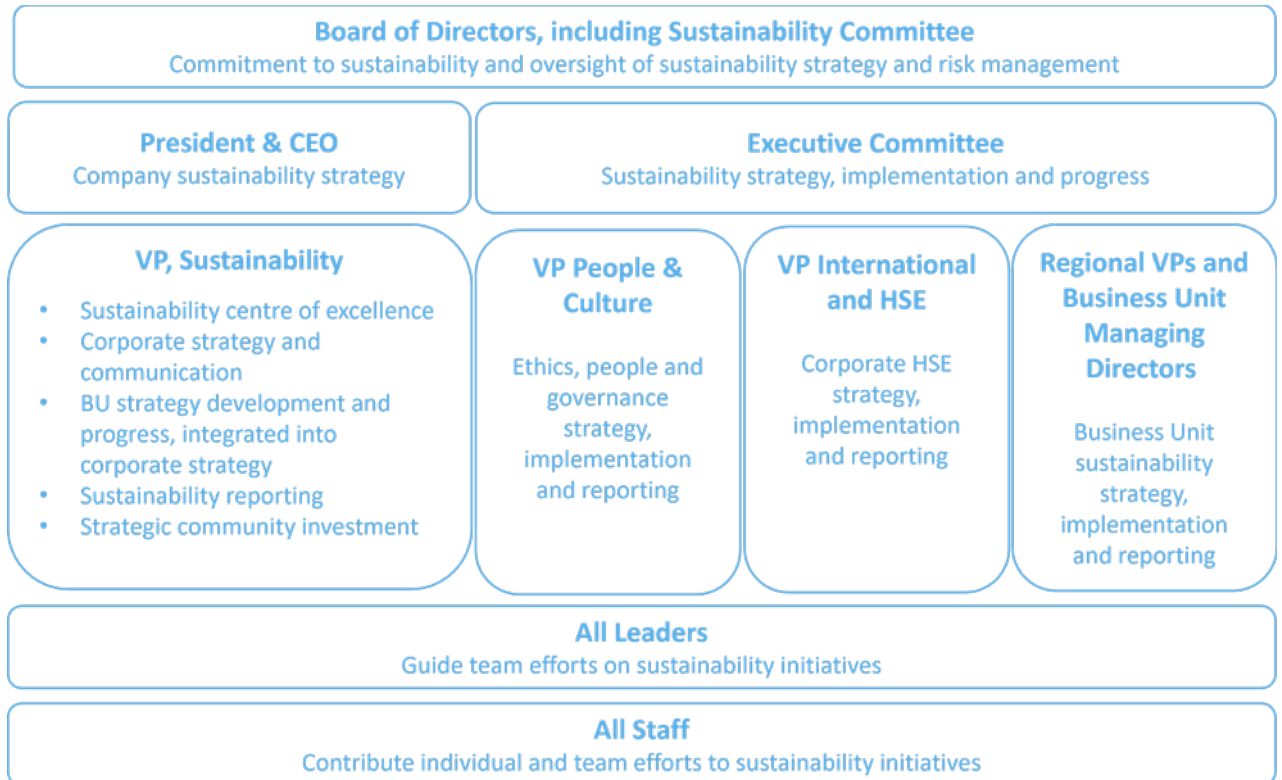 Board of Directors, including Sustainability Committee
Commitment to sustainability and oversight of sustainability strategy and risk management
President & CEO
Company sustainability strategy
Executive Committee
Sustainability strategy, implementation and progress
VP, Sustainability
• Sustainability centre of excellence
• Corporate strategy and
communication
• BU strategy development and
progress, integrated into
corporate strategy
• Sustainability reporting
• Strategic community investment
VP People &
Culture
Ethics, people and
governance
strategy,
implementation
and reporting
VP International
and HSE
Corporate HSE
strategy,
implementation
and reporting
Regional VPs and
Business Unit
Managing
Directors
Business Unit
sustainability
strategy,
implementation
and reporting
All Leaders
Guide team efforts on sustainability initiatives
All Staff
Contribute individual and team efforts to sustainability initiatives